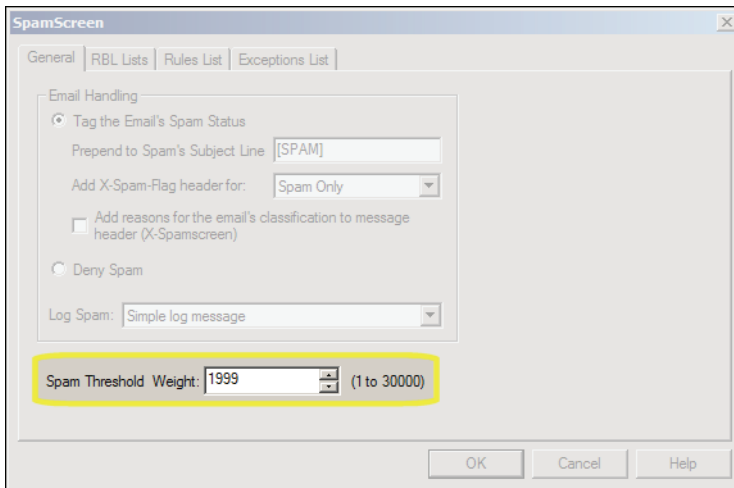 SpamScreen
General RBL Lists Rules List Exceptions List
Email Handling
Tag the Email's Spam Status
Prepend to Spam's Subject Line [SPAM]
Add X-Spam-Flag header for: Spam Only
Add reasons for the email's classification to message
header (X-Spamscreen)
Deny Spam
Log Spam: Simple log message
Spam Threshold Weight: 1999 (1 to 30000)
OK Cancel Help